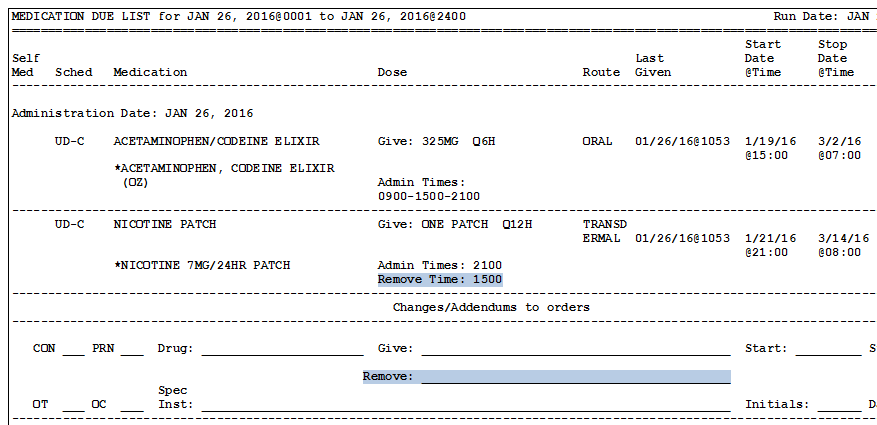 MEDICATION DUE LIST for JAN 26, 2016@0001 to JAN 26, 2016@2400 Run Date: JAN
Start Stop
Self Last Date Date
Med Sched Medication Dose Route Given @Time @Time
Administration Date: JAN 26, 2016
UD-C ACETAMINOPHEN/CODEINE ELIXIR Give: 325MG Q6H ORAL 01/26/16@1053 1/19/16 3/2/16
@15:00 @07:00
*ACETAMINOPHEN, CODEINE ELIXIR
(OZ) Admin Times:
0900-1500-2100
UD-C NICOTINE PATCH Give: ONE PATCH Q12H TRANSD
ERMAL 01/26/16@1053 1/21/16 3/14/16
@21:00 @08:00
*NICOTINE 7MG/24HR PATCH Admin Times: 2100
Remove Time: 1500
Changes/Addendums to orders
CON ___ PRN ___ Drug: ______________________ Give: __________________________________________ Start: _________ S
Remove: __________________________________________
Spec
OT ___ OC ___ Inst: ________________________________________________________________________ Initials: ______ D